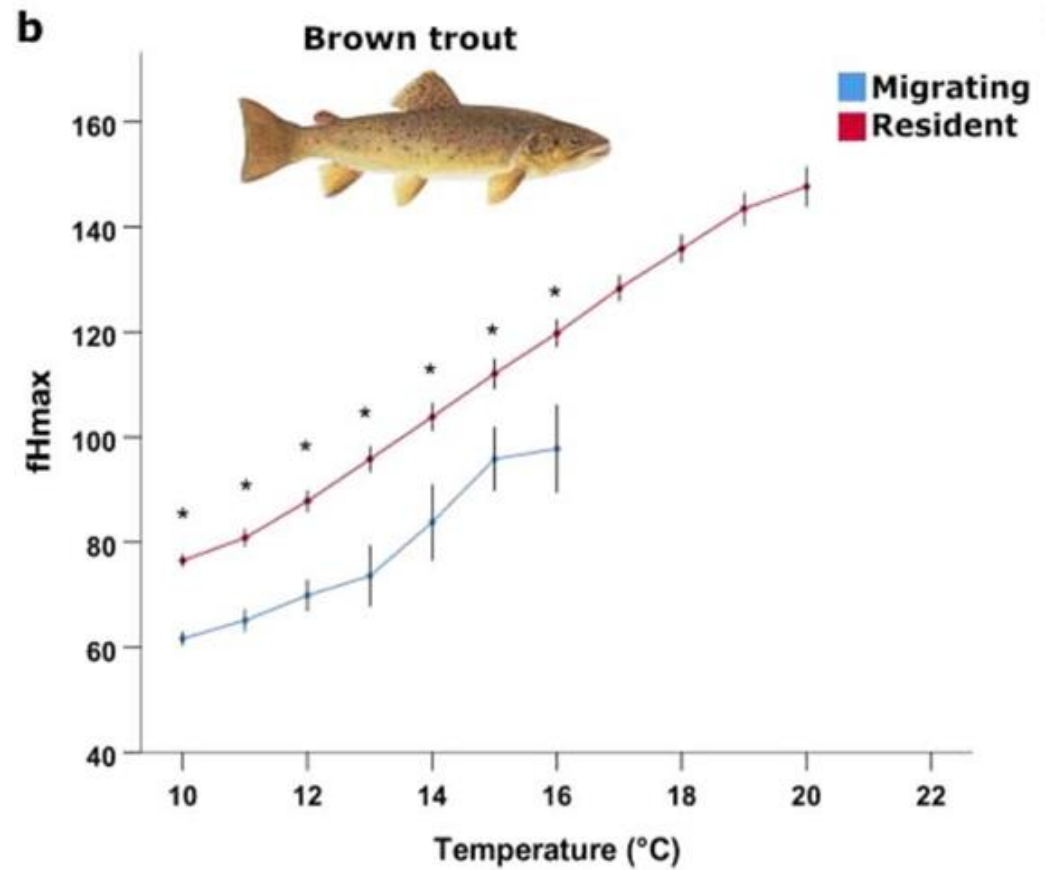 b
Brown trout
Migrating
Resident
160
140
120
100
80
60
40
fHmax
*
*
*
*
*
*
*
10 12 14 16 18 20 22
Temperature (°C)